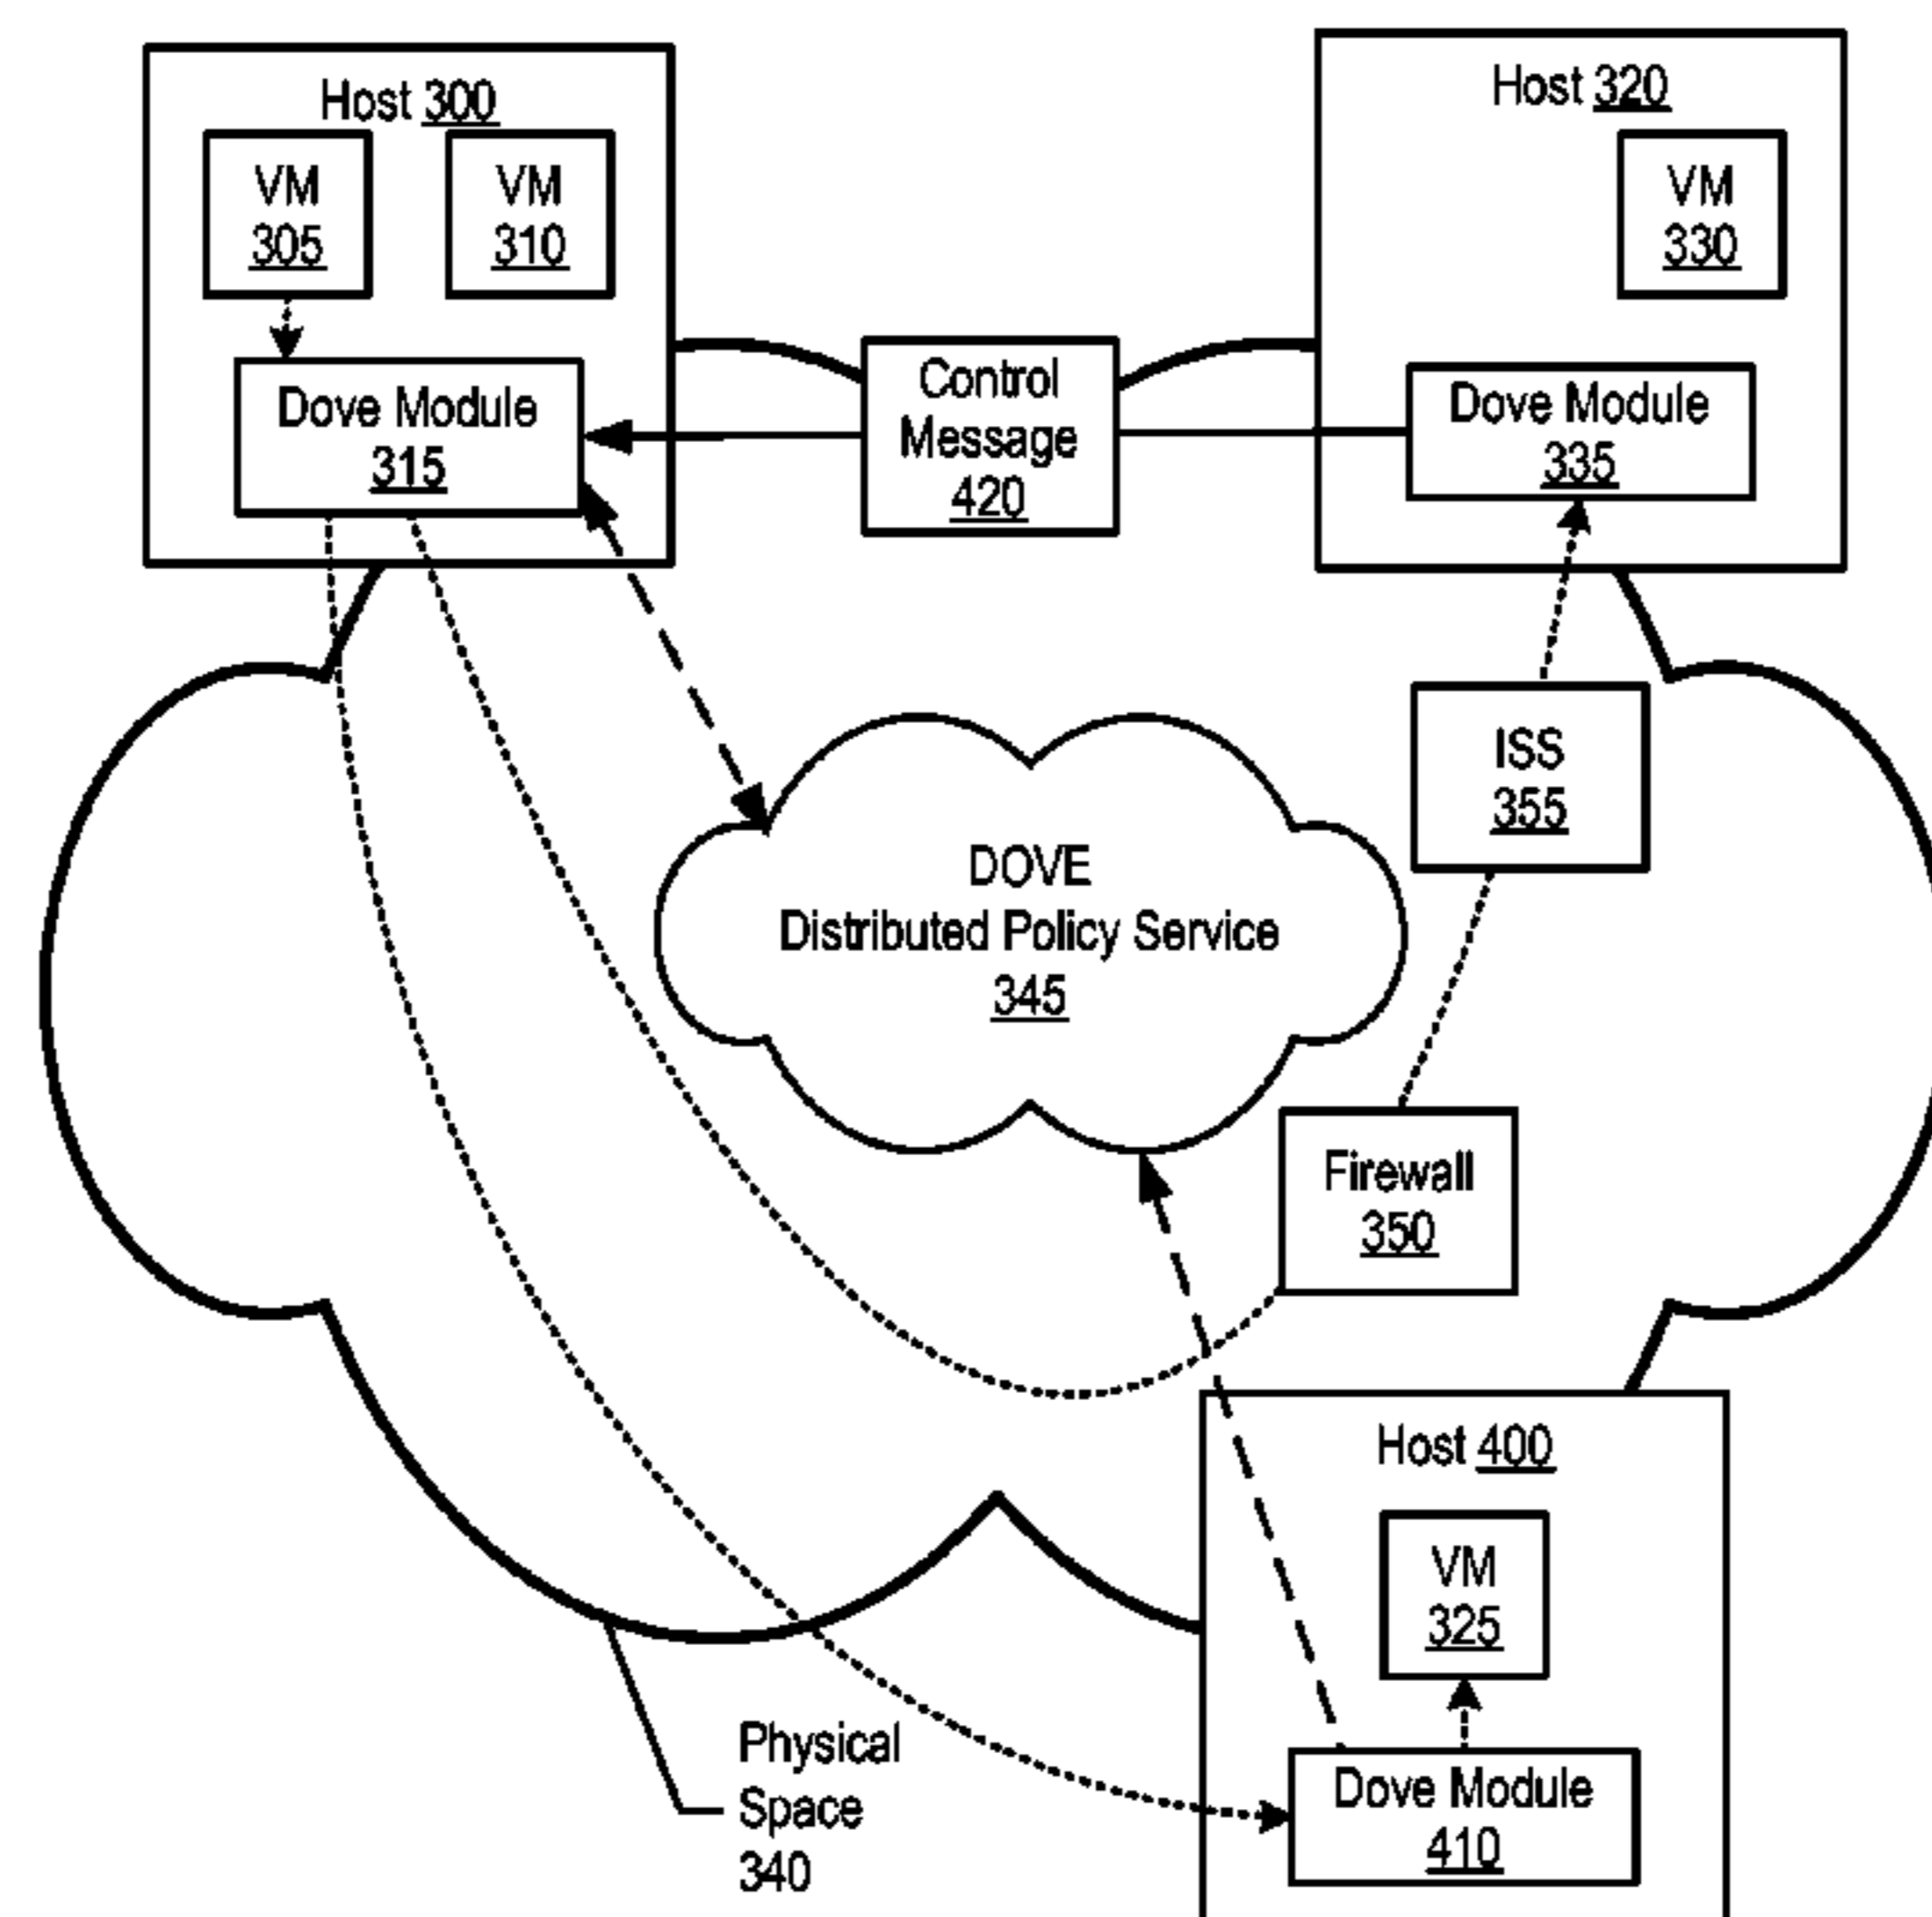 Host 300
VM
305
VM
310
Dove Module
315
Control
Message
420
Host 320
VM
330
Dove Module
335
ISS
355
DOVE
Distributed Policy Service
345
Firewall
350
Host 400
VM
325
Dove Module
410
Physical
Space
340